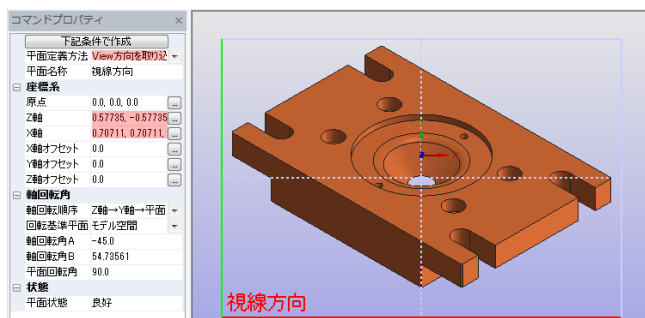 コマンドプロパティ ×
下記条件で作成
平面定義方法 View方向を取り込
平面名称 視線方向
座標系
原点 0.0, 0.0, 0.0 ...
Z軸 0.57735, -0.57735 ...
X軸 0.70711, 0.70711, ...
X軸オフセット 0.0 ...
Y軸オフセット 0.0 ...
Z軸オフセット 0.0 ...
軸回転角
軸回転順序 Z軸→Y軸→平面
回転基準平面 モデル空間
軸回転角A -45.0
軸回転角B 54.73561
平面回転角 90.0
状態
平面状態 良好
視線方向